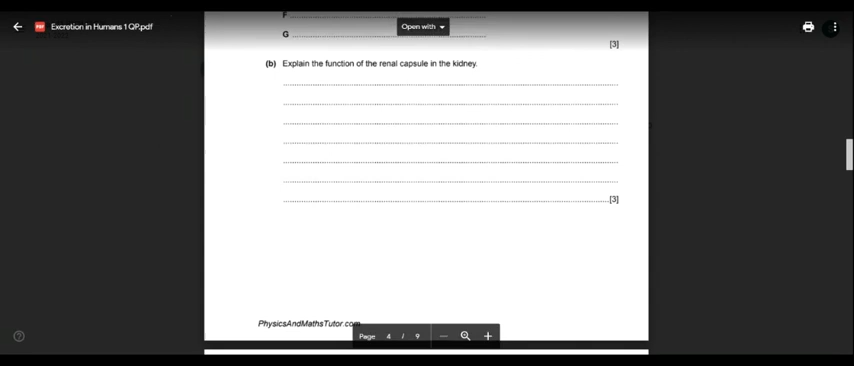 Excretion in Humans 1 QP.pdf
Open with
F ........................................................................
G ........................................................................
[3]
(b) Explain the function of the renal capsule in the kidney.
........................................................................
........................................................................
........................................................................
........................................................................
........................................................................
........................................................................
........................................................................[3]
PhysicsAndMathsTutor.com
Page 4 / 9